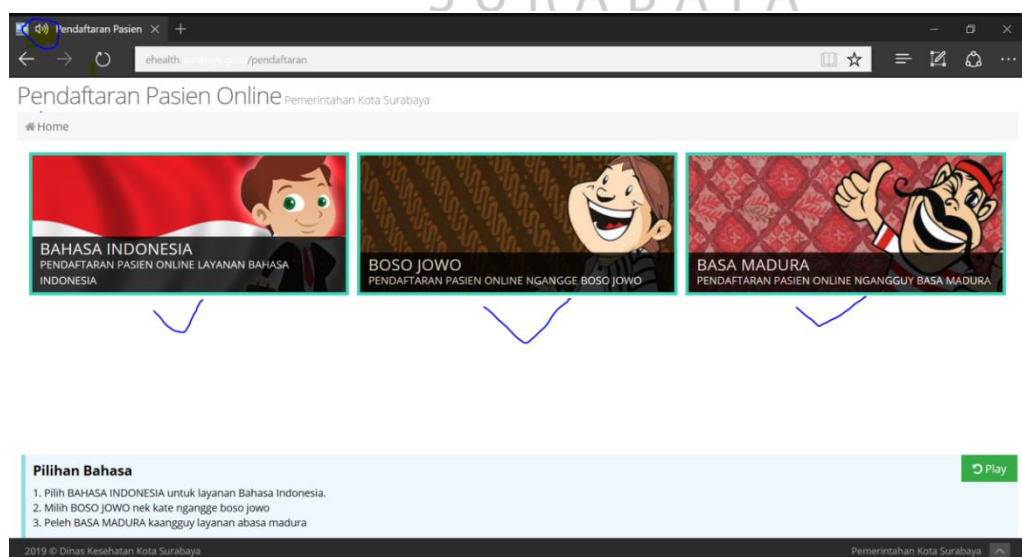 SURABAYA
Pendaftaran Pasien
ehealth. /pendaftaran
Pendaftaran Pasien Online Pemerintahan Kota Surabaya
Home
BAHASA INDONESIA
PENDAFTARAN PASIEN ONLINE LAYANAN BAHASA
INDONESIA
BOSO JOWO
PENDAFTARAN PASIEN ONLINE NGANGGE BOSO JOWO
BASA MADURA
PENDAFTARAN PASIEN ONLINE NGANGGUY BASA MADURA
Pilihan Bahasa
Play
1. Pilih BAHASA INDONESIA untuk layanan Bahasa Indonesia.
2. Milih BOSO JOWO nek kate ngangge boso jowo
3. Peleh BASA MADURA kaangguy layanan abasa madura
2019 © Dinas Kesehatan Kota Surabaya
Pemerintahan Kota Surabaya